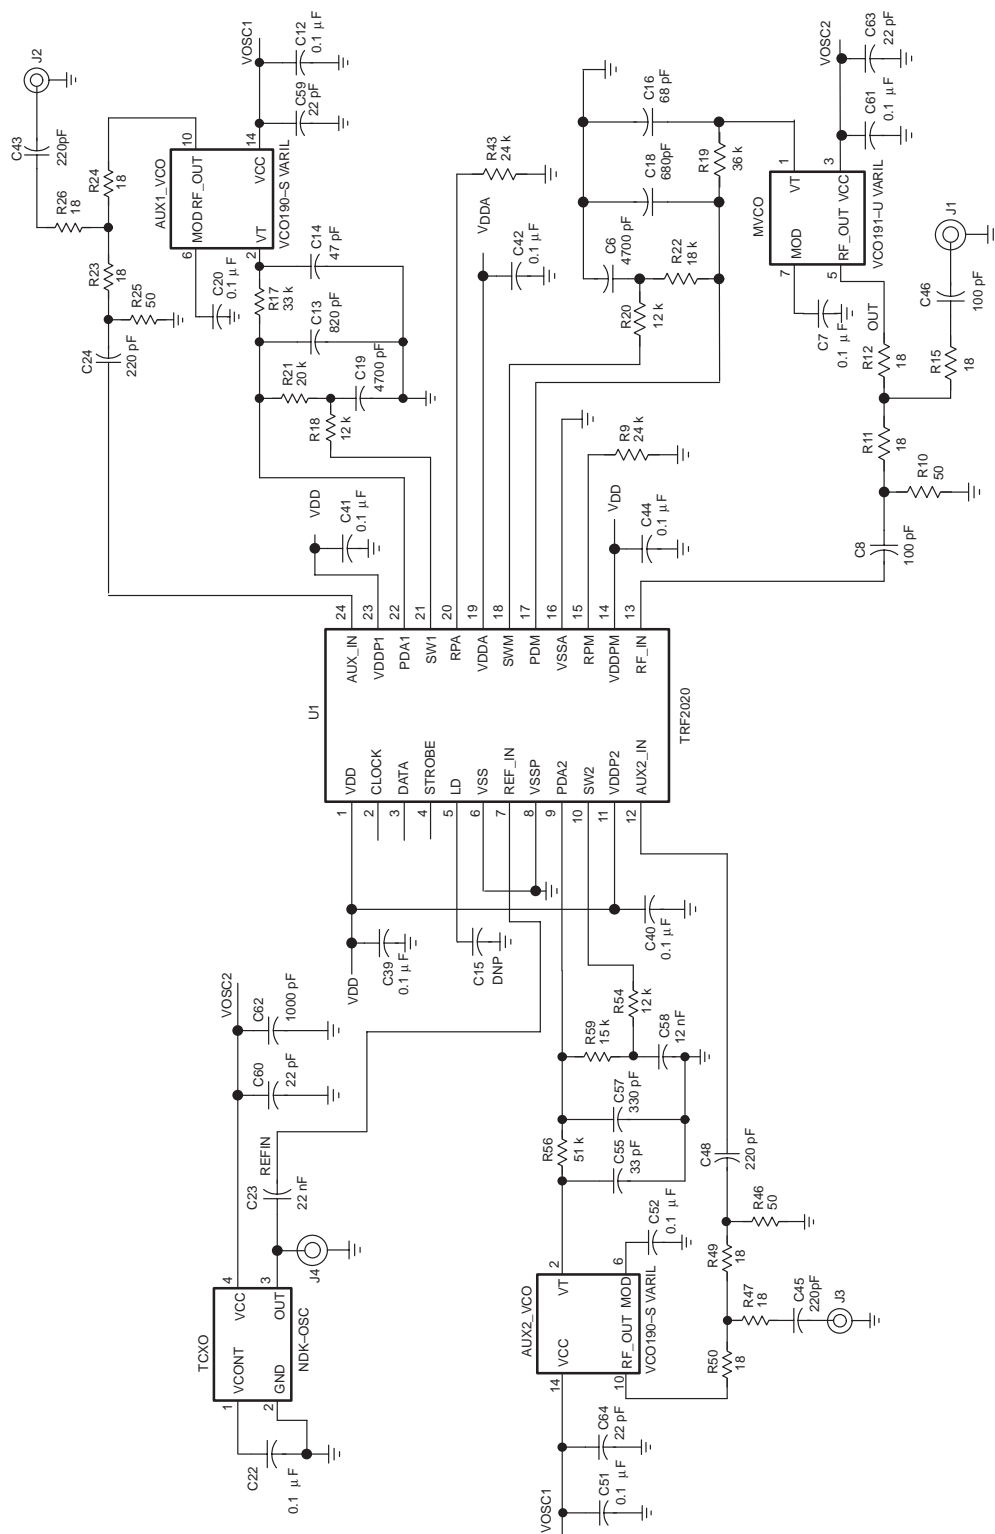 J2
C43
220pF
R26
18
R24
18
R23
18
R25
50
C24
220 pF
AUX1_VCO
10
14
MOD RF_OUT
VCC
VT
6
2
VCO190–S VARIL
VOSC1
C12
0.1 μF
C59
22 pF
C20
0.1 μF
R17
33 k
C14
47 pF
C13
820 pF
R21
20 k
C19
4700 pF
R18
12 k
VDD
C41
0.1 μF
R43
24 k
VDDA
C42
0.1 μF
C16
68 pF
C18
680pF
R19
36 k
C6
4700 pF
R22
18 k
R20
12 k
R9
24 k
VDD
C44
0.1 μF
MVCO
1
3
VT
MOD
RF_OUT VCC
7
5
VCO191–U VARIL
VOSC2
C63
22 pF
C61
0.1 μF
C7
0.1 μF
OUT
R12
18
R15
18
C46
100 pF
J1
R11
18
R10
50
C8
100 pF
U1
24
23
22
21
20
19
18
17
16
15
14
13
AUX_IN
VDDP1
PDA1
SW1
RPA
VDDA
SWM
PDM
VSSA
RPM
VDDPM
RF_IN
VDD
CLOCK
DATA
STROBE
LD
VSS
REF_IN
VSSP
PDA2
SW2
VDDP2
AUX2_IN
TRF2020
1
2
3
4
5
6
7
8
9
10
11
12
VDD
C39
0.1 μF
C15
DNP
C40
0.1 μF
VOSC2
C62
1000 pF
C60
22 pF
REFIN
C23
22 nF
J4
TCXO
4
3
VCC
OUT
VCONT
GND
1
2
NDK–OSC
C22
0.1 μF
R54
12 k
R59
15 k
C58
12 nF
C57
330 pF
R56
51 k
C55
33 pF
C52
0.1 μF
AUX2_VCO
2
6
VT
VCC
RF_OUT MOD
14
10
VCO190–S VARIL
C48
220 pF
R46
50
R49
18
R47
18
C45
220pF
J3
R50
18
C64
22 pF
C51
0.1 μF
VOSC1